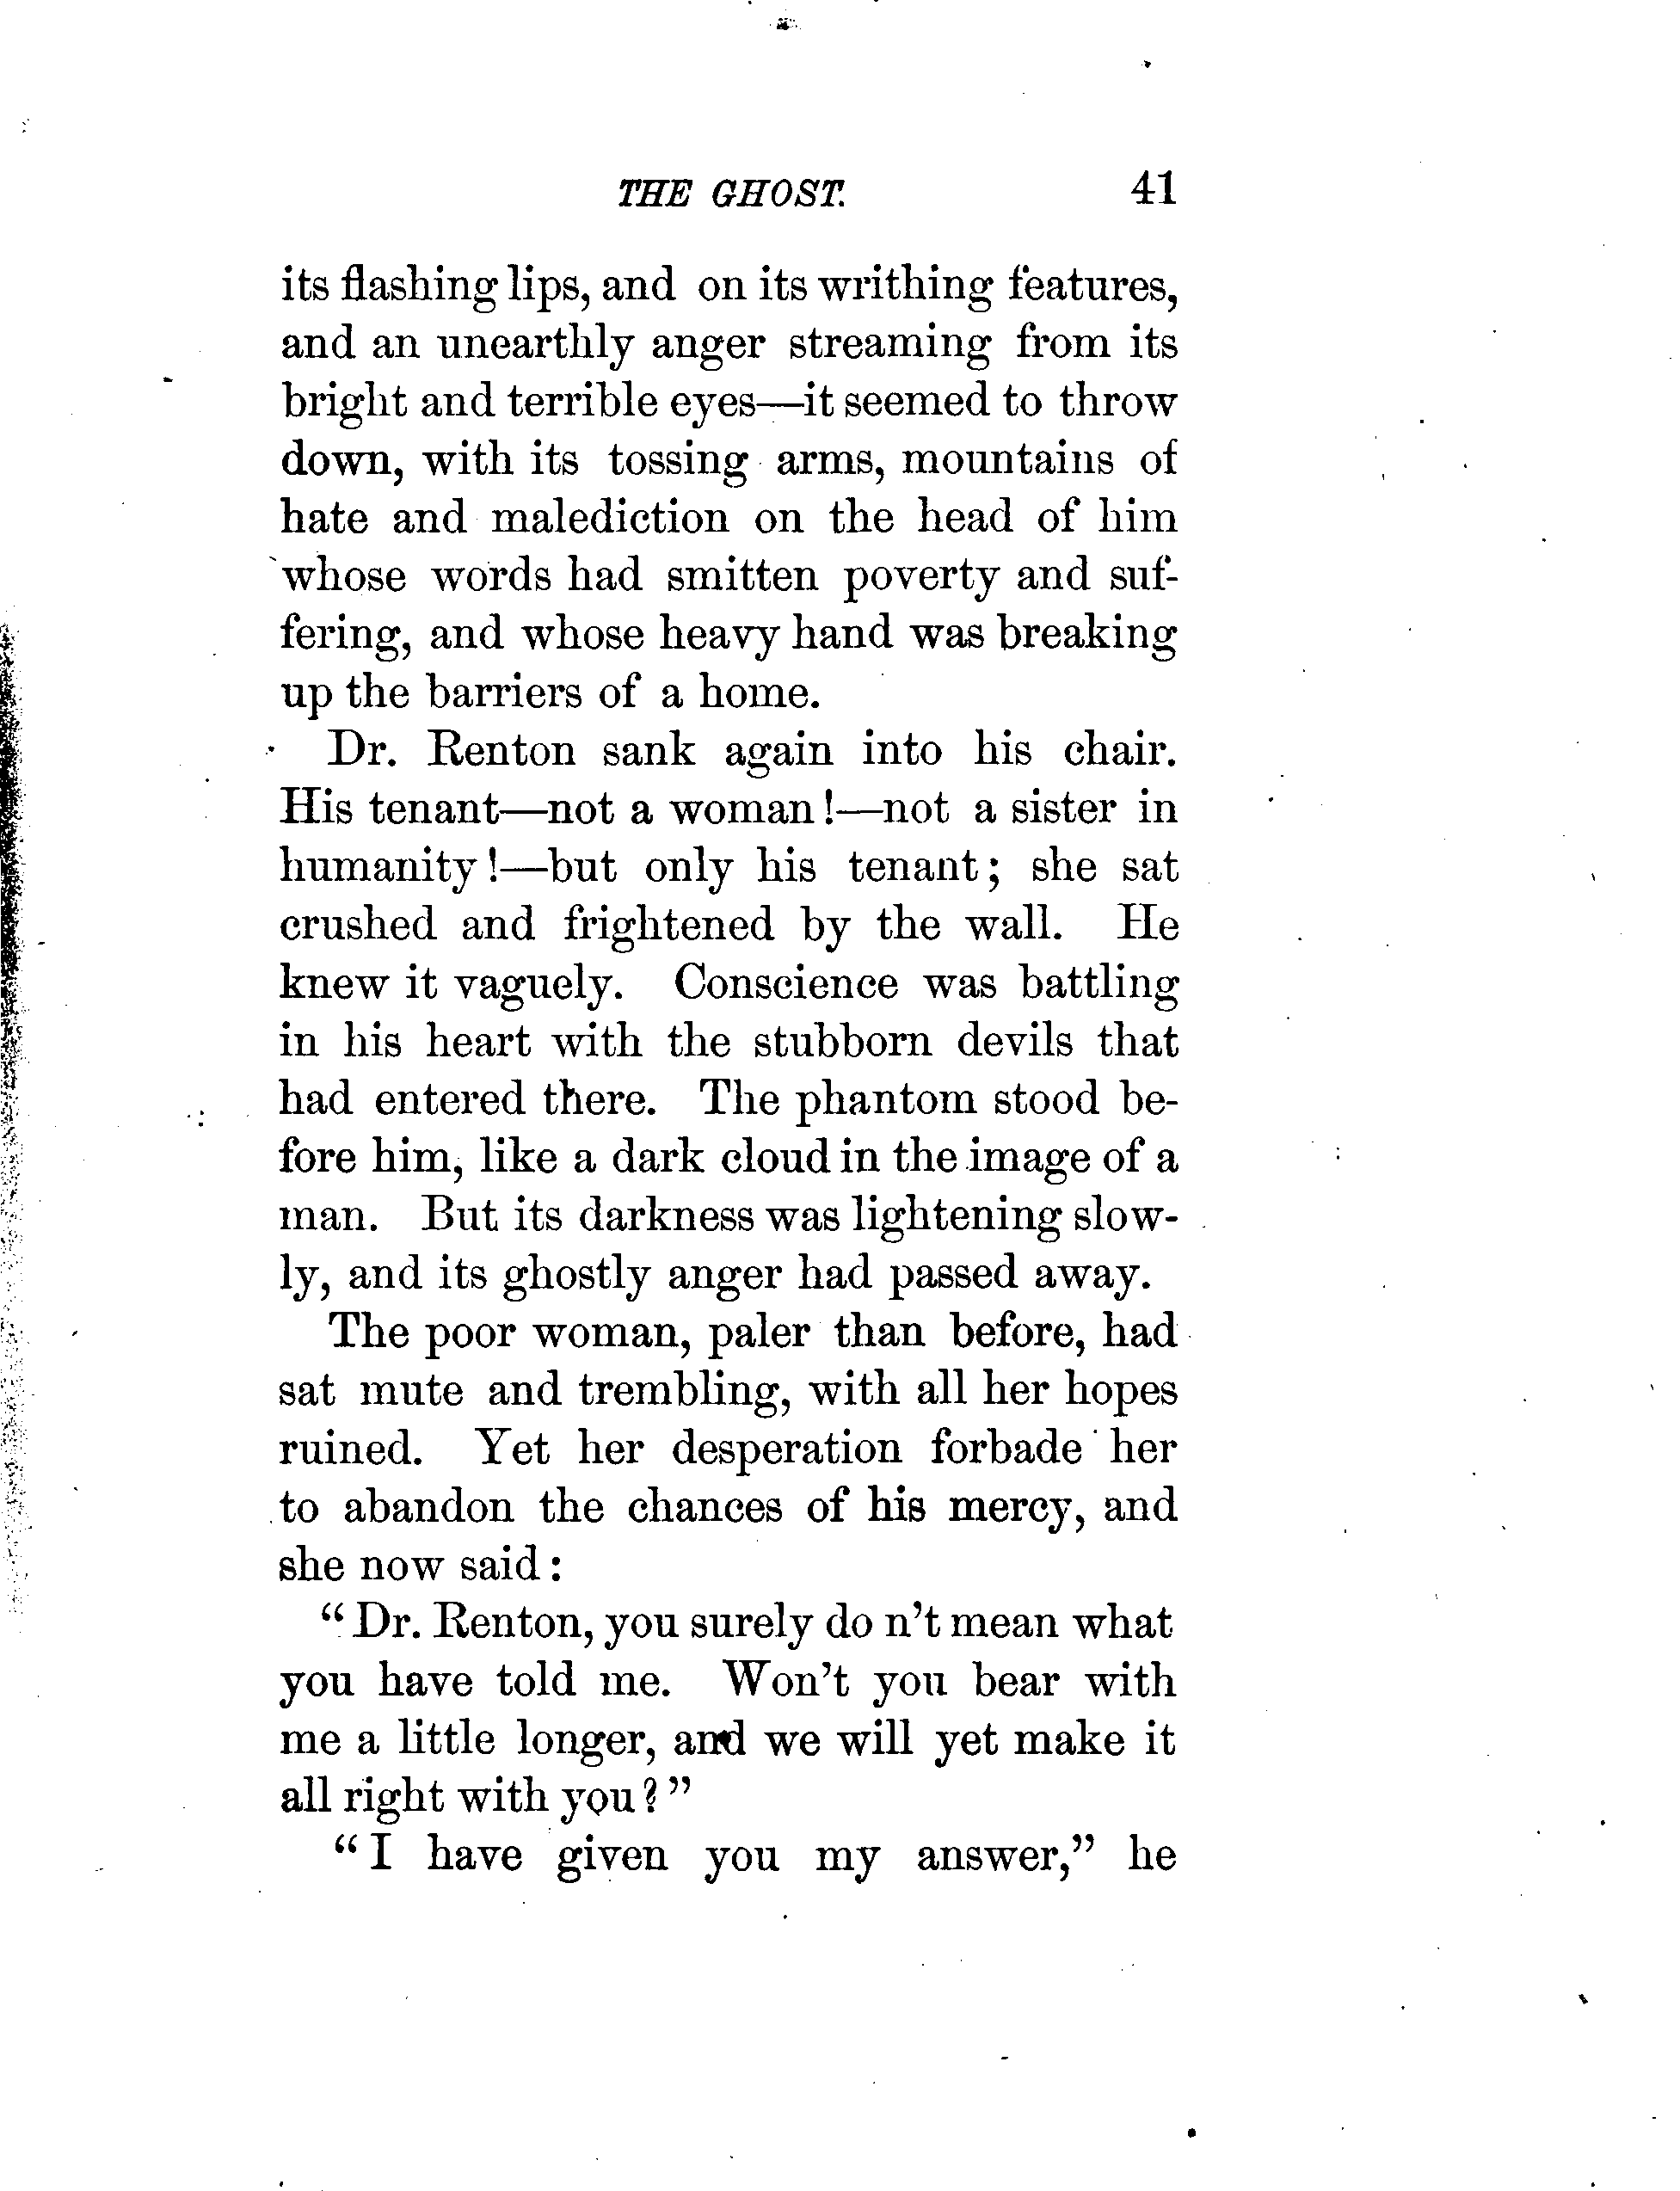 THE GHOST. 41
its flashing lips, and on its writhing features,
and an unearthly anger streaming from its
bright and terrible eyes—it seemed to throw
down, with its tossing arms, mountains of
hate and malediction on the head of him
whose words had smitten poverty and suf-
fering, and whose heavy hand was breaking
up the barriers of a home.
Dr. Renton sank again into his chair.
His tenant—not a woman!—not a sister in
humanity!—but only his tenant; she sat
crushed and frightened by the wall. He
knew it vaguely. Conscience was battling
in his heart with the stubborn devils that
had entered there. The phantom stood be-
fore him, like a dark cloud in the image of a
man. But its darkness was lightening slow-
ly, and its ghostly anger had passed away.
The poor woman, paler than before, had
sat mute and trembling, with all her hopes
ruined. Yet her desperation forbade her
to abandon the chances of his mercy, and
she now said:
“Dr. Renton, you surely do n’t mean what
you have told me. Won’t you bear with
me a little longer, and we will yet make it
all right with you?”
“I have given you my answer,” he